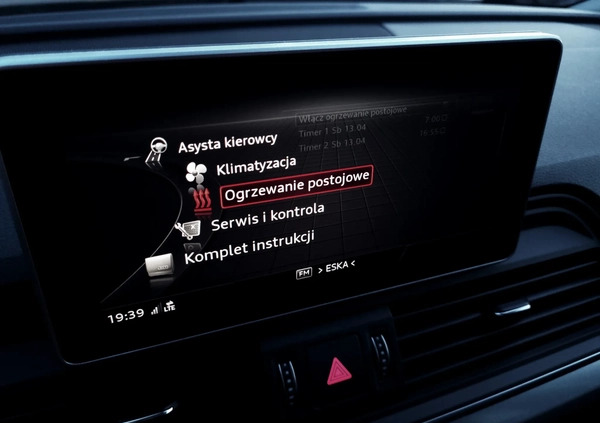 Włącz ogrzewanie postojowe
Timer 1 Sb 13.04
Timer 2 Sb 13.04
Asysta kierowcy
Klimatyzacja
Ogrzewanie postojowe
Serwis i kontrola
Komplet instrukcji
FM > ESKA <
19:39 LTE